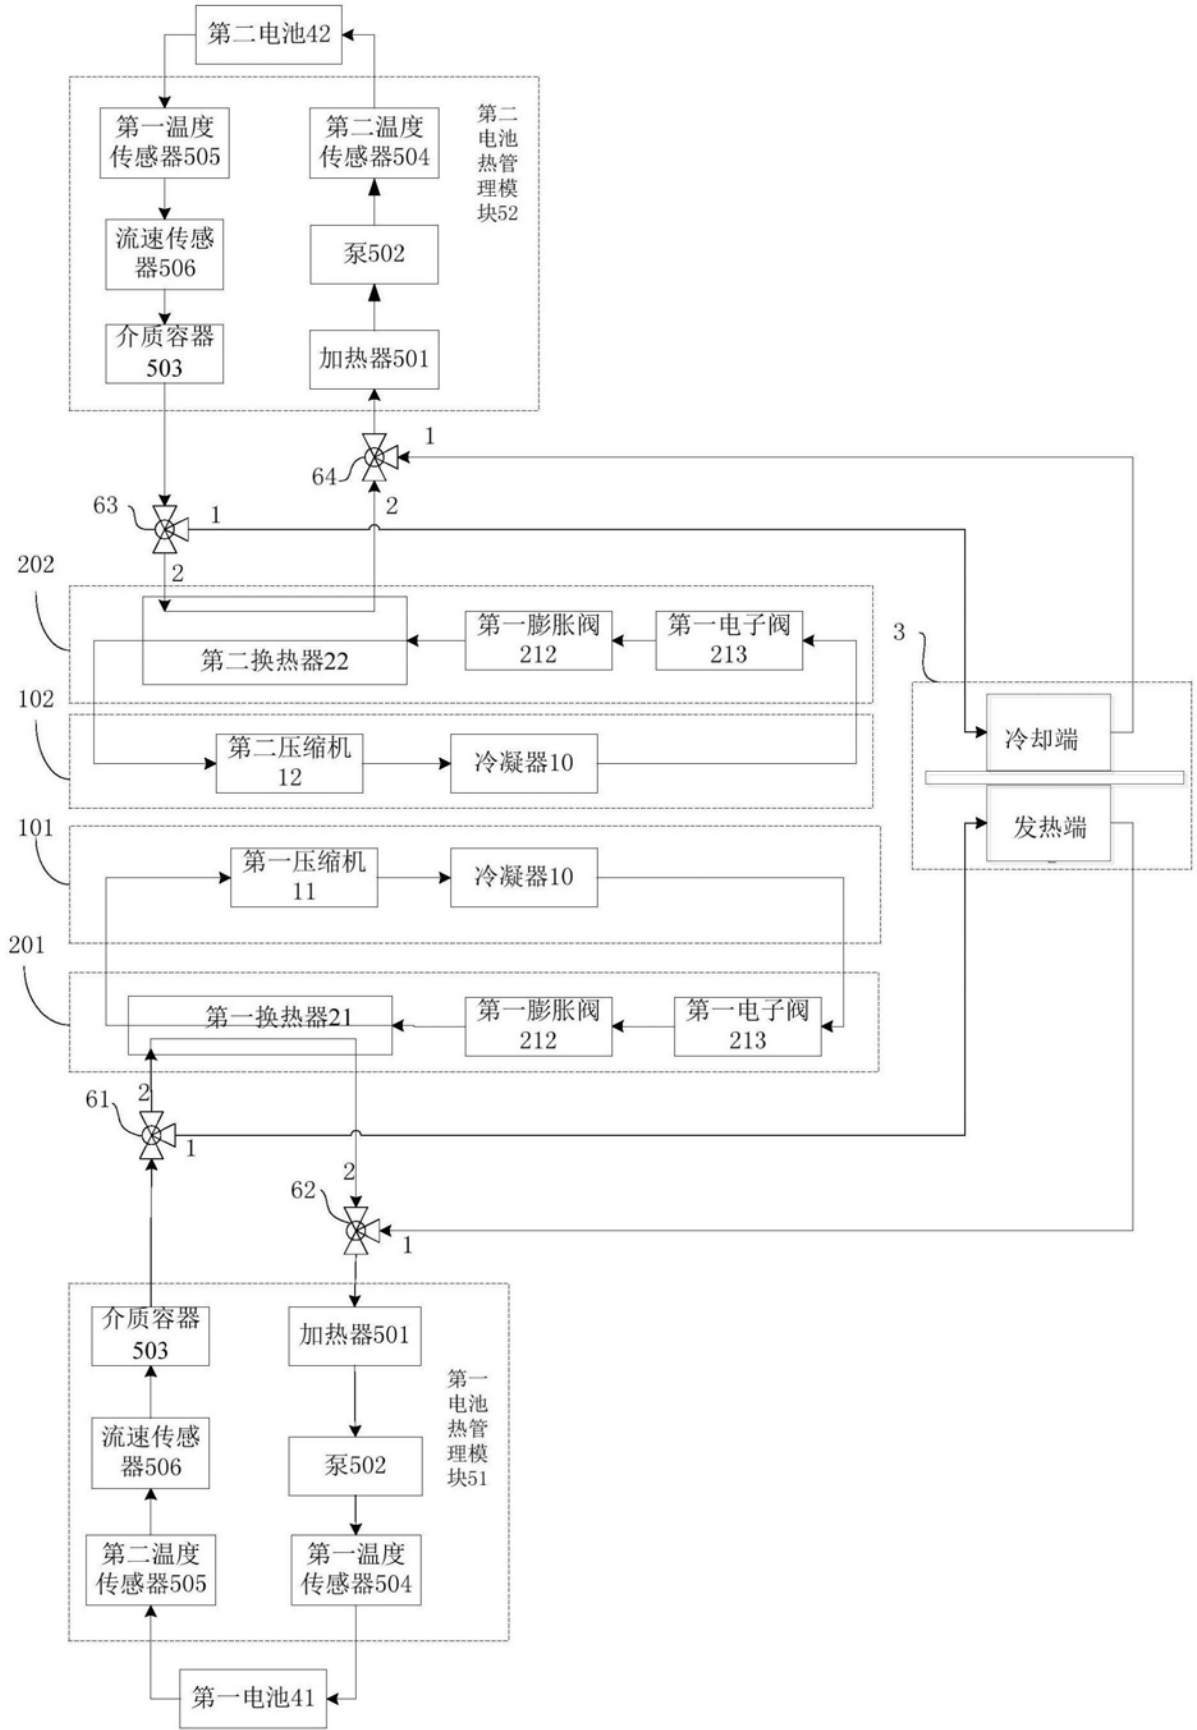 第二电池42
第一温度
传感器505
第二温度
传感器504
第二
电池
热管
理模
块52
流速传感
器506
泵502
介质容器
503
加热器501
1
64
2
63
1
2
202
第二换热器22
第一膨胀阀
212
第一电子阀
213
3
102
第二压缩机
12
冷凝器10
冷却端
101
第一压缩机
11
冷凝器10
发热端
201
第一换热器21
第一膨胀阀
212
第一电子阀
213
2
61
1
2
62
1
介质容器
503
加热器501
第一
电池
热管
理模
块51
流速传感
器506
泵502
第二温度
传感器505
第一温度
传感器504
第一电池41